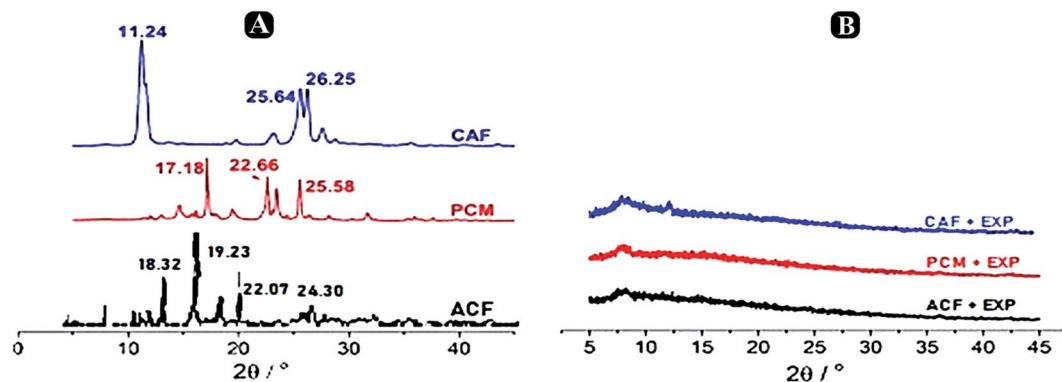 A
11.24
25.64
26.25
CAF
17.18
22.66
25.58
PCM
18.32
19.23
22.07
24.30
ACF
0 10 20 30 40
2θ / °
B
CAF + EXP
PCM + EXP
ACF + EXP
5 10 15 20 25 30 35 40 45
2θ / °